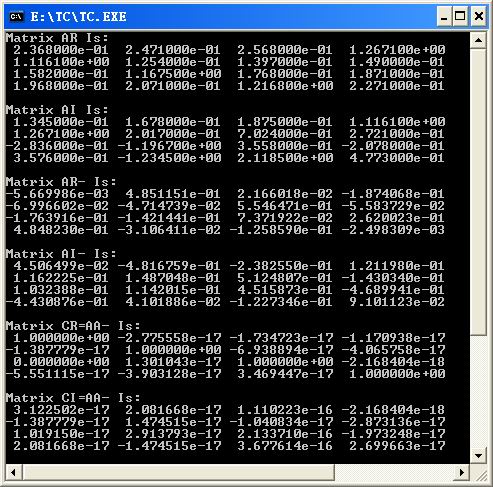 E:\TC\TC.EXE
Matrix AR Is:
2.368000e-01 2.471000e-01 2.568000e-01 1.267100e+00
1.116100e+00 1.254000e-01 1.397000e-01 1.490000e-01
1.582000e-01 1.167500e+00 1.768000e-01 1.871000e-01
1.968000e-01 2.071000e-01 1.216800e+00 2.271000e-01
Matrix AI Is:
1.345000e-01 1.678000e-01 1.875000e-01 1.116100e+00
1.267100e+00 2.017000e-01 7.024000e-01 2.721000e-01
-2.836000e-01 -1.196700e+00 3.558000e-01 -2.078000e-01
3.576000e-01 -1.234500e+00 2.118500e+00 4.773000e-01
Matrix AR- Is:
-5.669986e-03 4.851151e-01 2.166018e-02 -1.874068e-01
-6.996602e-02 -4.714739e-02 5.546471e-01 -5.583729e-02
-1.763916e-01 -1.421441e-01 7.371922e-02 2.620023e-01
4.848230e-01 -3.106411e-02 -1.258590e-01 -2.498309e-03
Matrix AI- Is:
4.506499e-02 -4.816759e-01 -2.382550e-01 1.211980e-01
1.162225e-01 1.487048e-01 5.124807e-01 -1.430340e-01
1.032388e-01 1.142015e-01 4.515873e-01 -4.689941e-01
-4.430876e-01 4.101886e-02 -1.227346e-01 9.101123e-02
Matrix CR=AA- Is:
1.000000e+00 -2.775558e-17 -1.734723e-17 -1.170938e-17
-1.387779e-17 1.000000e+00 -6.938894e-17 -4.065758e-17
0.000000e+00 1.301043e-17 1.000000e+00 -2.168404e-18
-5.551115e-17 -3.903128e-17 3.469447e-17 1.000000e+00
Matrix CI=AA- Is:
3.122502e-17 2.081668e-17 1.110223e-16 -2.168404e-18
-1.387779e-17 1.474515e-17 -1.040834e-17 -2.873136e-17
1.019150e-17 2.913793e-17 2.133710e-16 -1.973248e-17
2.081668e-17 -1.474515e-17 3.677614e-16 2.699663e-17